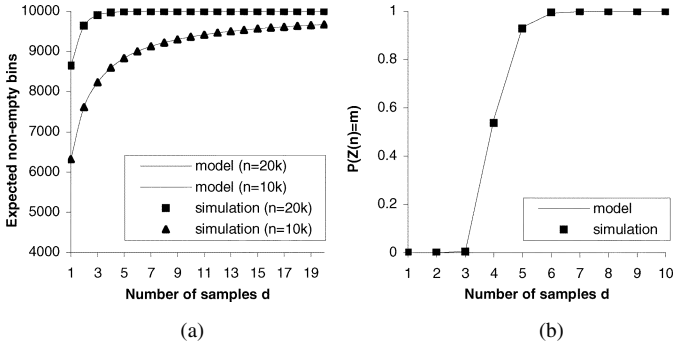 10000
9000
8000
7000
6000
5000
4000
Expected non-empty bins
model (n=20k)
model (n=10k)
simulation (n=20k)
simulation (n=10k)
1 3 5 7 9 11 13 15 17 19
Number of samples d
(a)
1
0.8
0.6
0.4
0.2
0
P(Z(n)=m)
model
simulation
1 2 3 4 5 6 7 8 9 10
Number of samples d
(b)